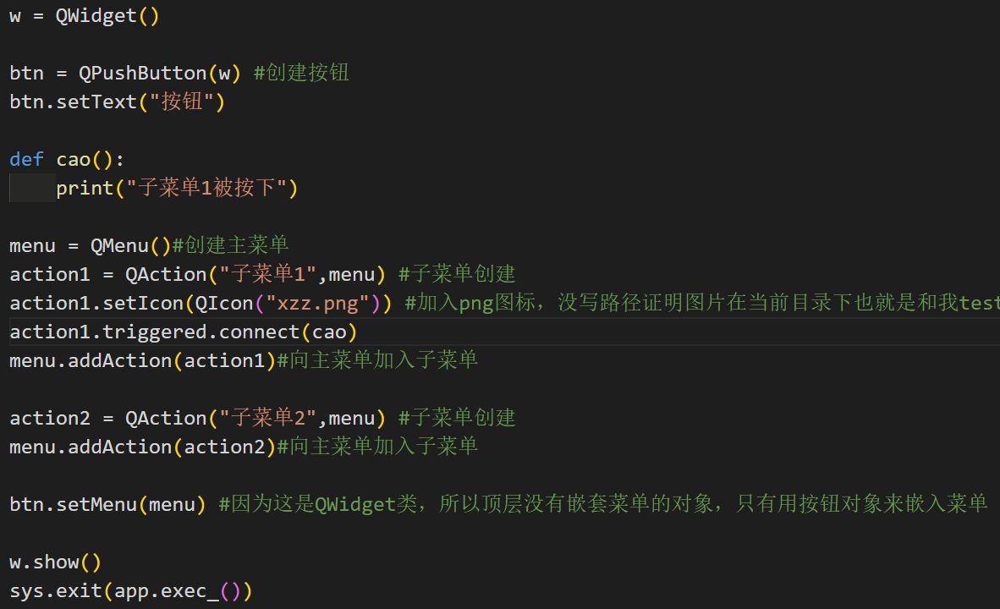 w = QWidget()
btn = QPushButton(w) #创建按钮
btn.setText("按钮")
def cao():
    print("子菜单1被按下")
menu = QMenu()#创建主菜单
action1 = QAction("子菜单1",menu) #子菜单创建
action1.setIcon(QIcon("xzz.png")) #加入png图标，没写路径证明图片在当前目录下也就是和我test
action1.triggered.connect(cao)
menu.addAction(action1)#向主菜单加入子菜单
action2 = QAction("子菜单2",menu) #子菜单创建
menu.addAction(action2)#向主菜单加入子菜单
btn.setMenu(menu) #因为这是QWidget类，所以顶层没有嵌套菜单的对象，只有用按钮对象来嵌入菜单
w.show()
sys.exit(app.exec_())